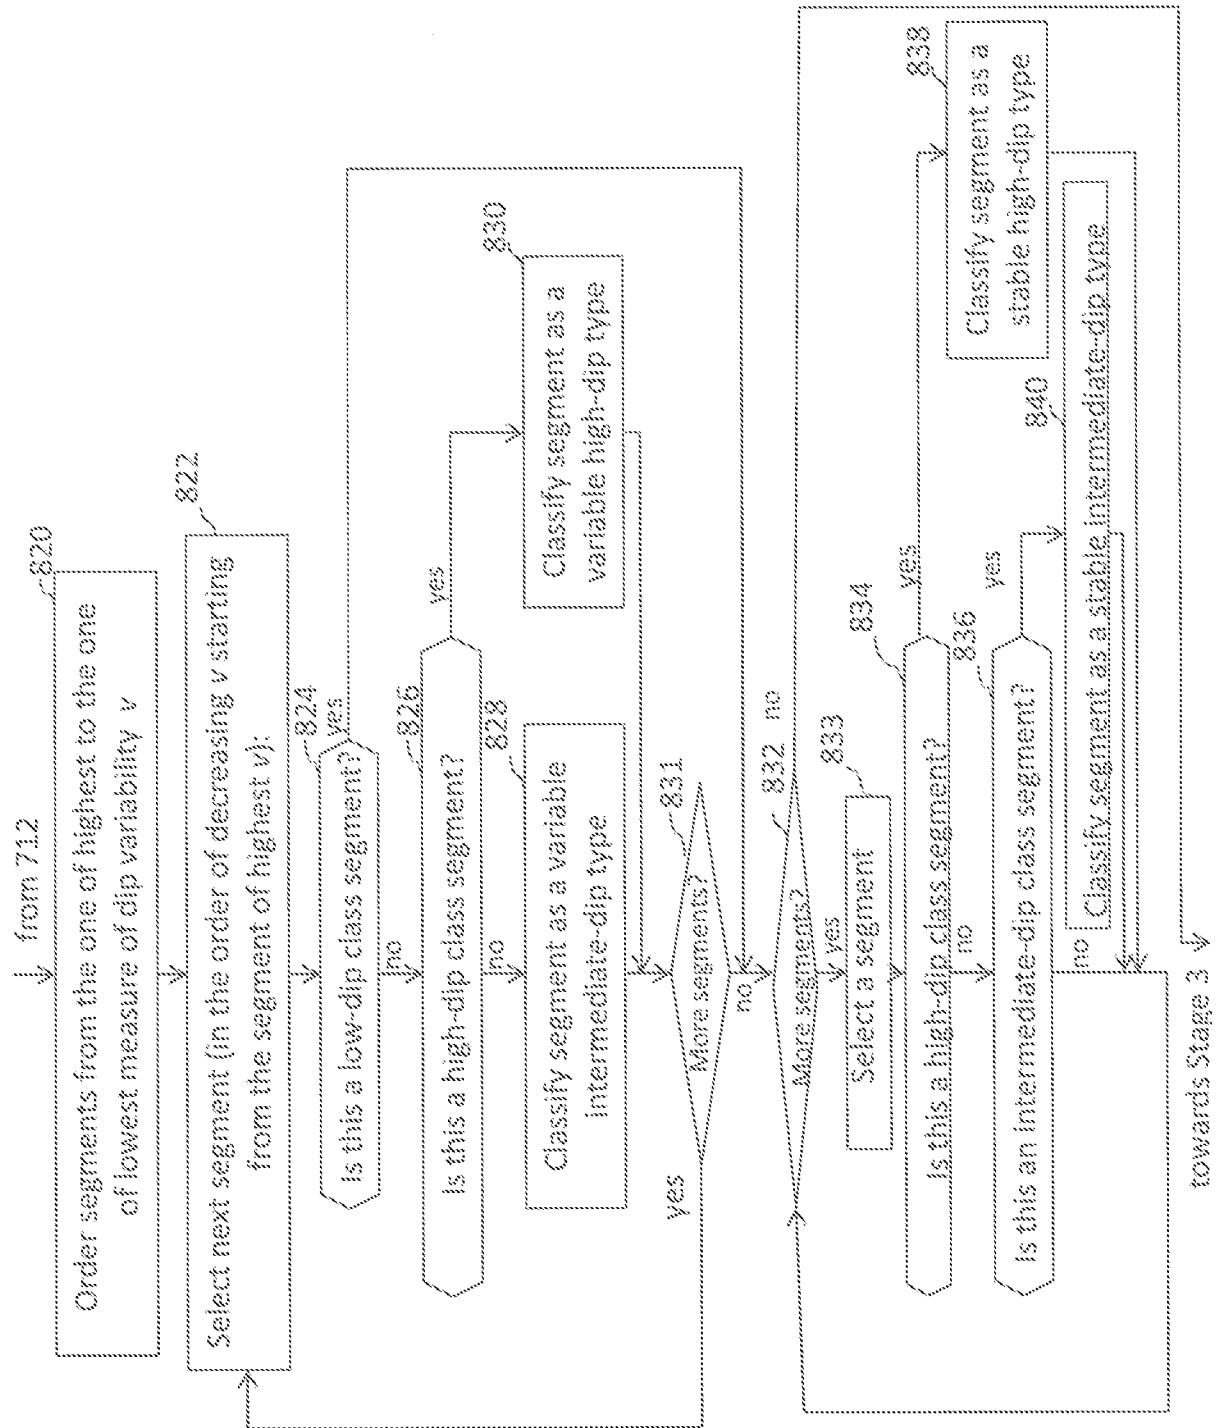 from 712
820
Order segments from the one of highest to the one
of lowest measure of dip variability v
822
Select next segment (in the order of decreasing v starting
from the segment of highest v):
824
Is this a low-dip class segment?
yes
no
826
Is this a high-dip class segment?
yes
no
828
Classify segment as a variable
intermediate-dip type
830
Classify segment as a
variable high-dip type
831
More segments?
yes
no
832
More segments?
no
yes
833
Select a segment
834
Is this a high-dip class segment?
yes
no
836
Is this an intermediate-dip class segment?
yes
no
838
Classify segment as a
stable high-dip type
840
Classify segment as a stable intermediate-dip type
towards Stage 3